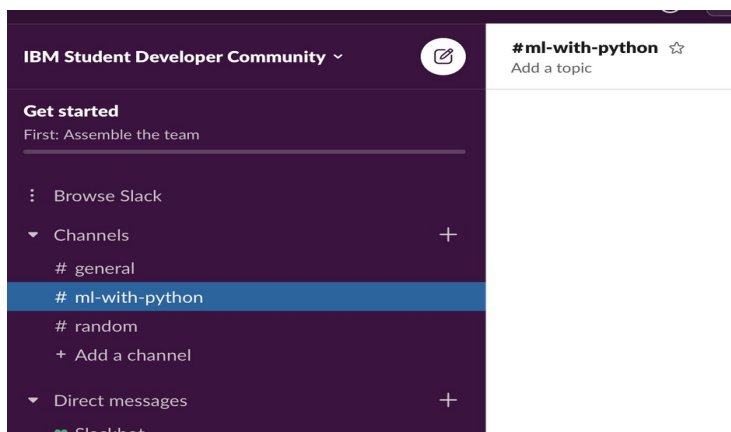 IBM Student Developer Community
Get started
First: Assemble the team
Browse Slack
Channels
# general
# ml-with-python
# random
+ Add a channel
Direct messages
Slackbot
#ml-with-python
Add a topic